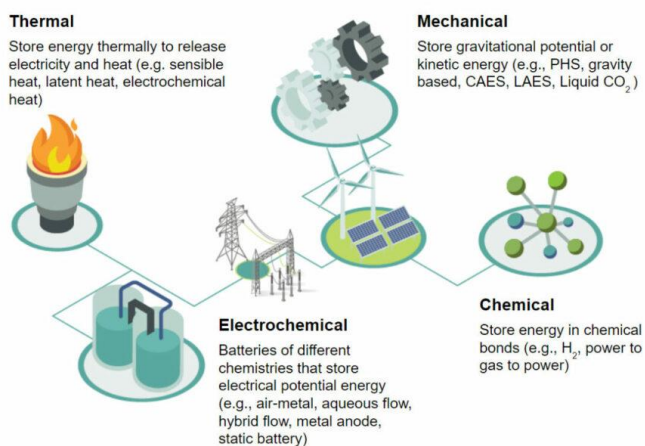 Thermal
Store energy thermally to release
electricity and heat (e.g. sensible
heat, latent heat, electrochemical
heat)
Mechanical
Store gravitational potential or
kinetic energy (e.g., PHS, gravity
based, CAES, LAES, Liquid CO₂ )
Electrochemical
Batteries of different
chemistries that store
electrical potential energy
(e.g., air-metal, aqueous flow,
hybrid flow, metal anode,
static battery)
Chemical
Store energy in chemical
bonds (e.g., H₂, power to
gas to power)